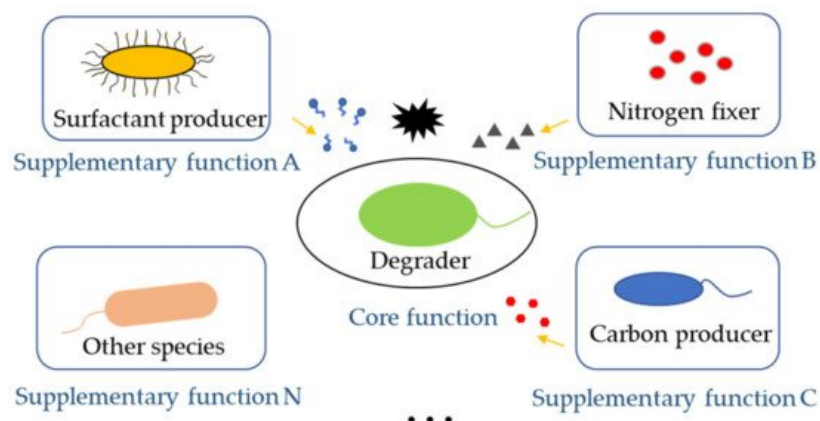 Surfactant producer
Nitrogen fixer
Supplementary function A
Supplementary function B
Degrader
Core function
Other species
Carbon producer
Supplementary function N
Supplementary function C
...